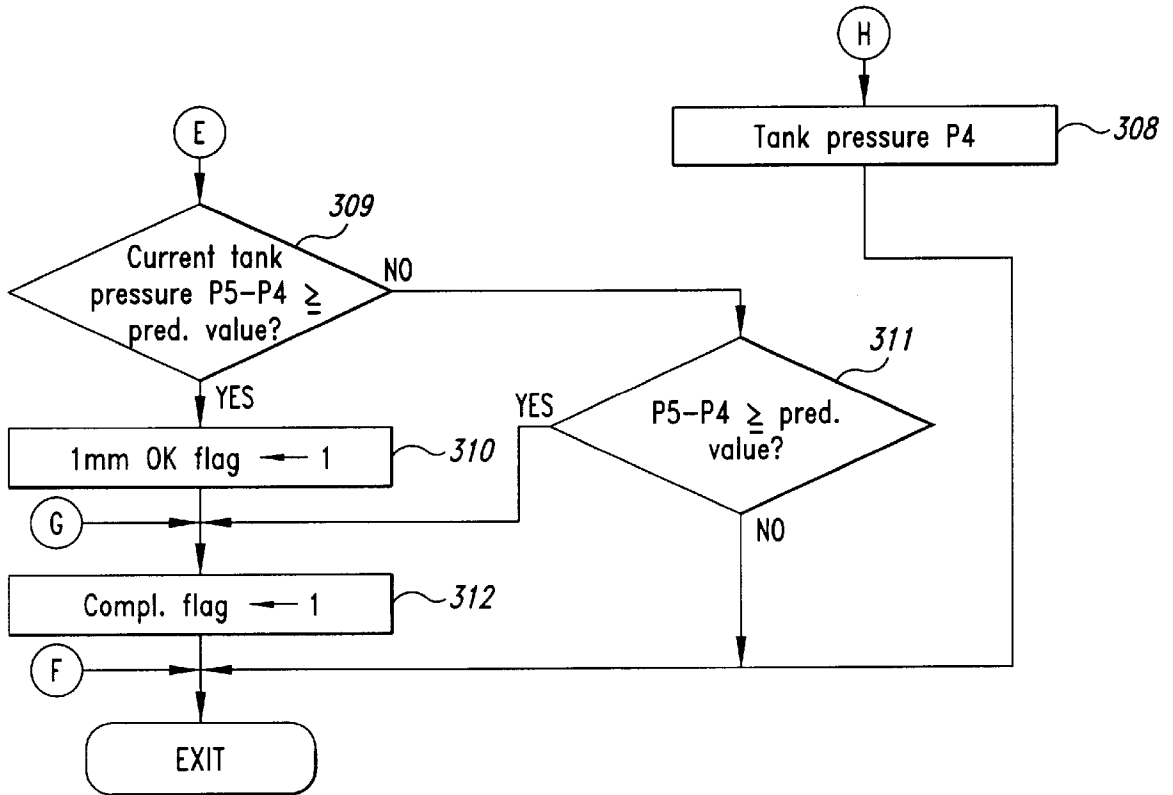 H
Tank pressure P4
308
E
309
Current tank
pressure P5-P4 ≧
pred. value?
NO
YES
311
P5-P4 ≧ pred.
value?
YES
NO
1mm OK flag ← 1
310
G
Compl. flag ← 1
312
F
EXIT